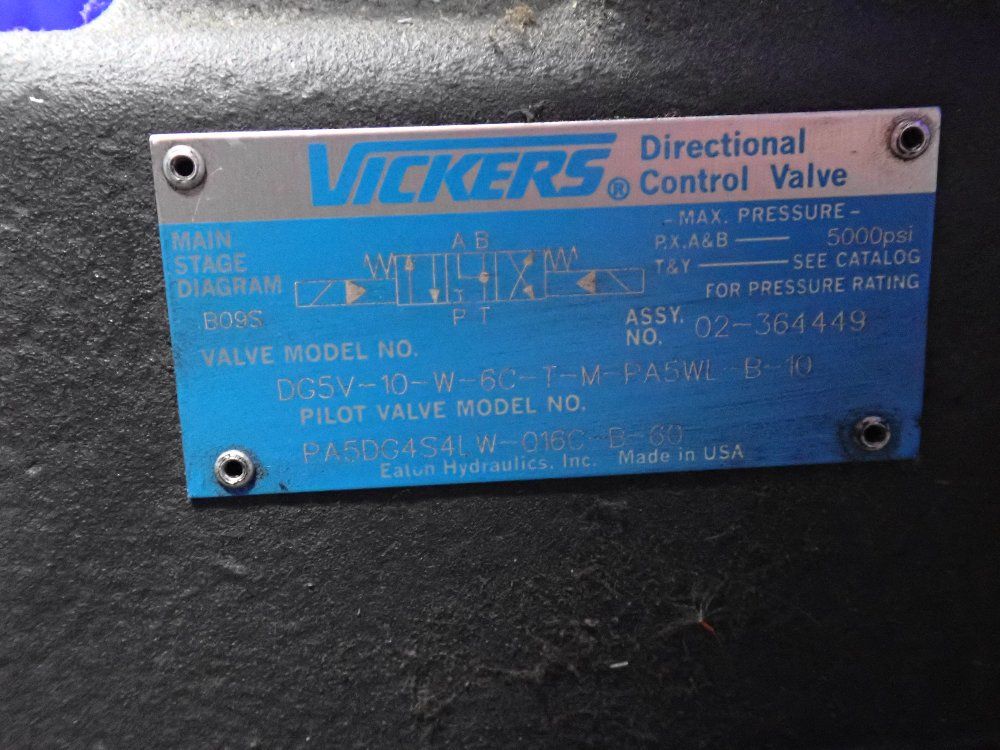 VICKERS® Directional Control Valve
MAIN STAGE DIAGRAM
A B
P T
B09S
- MAX. PRESSURE -
P.X.A&B — 5000psi
T&Y — SEE CATALOG
FOR PRESSURE RATING
ASSY. NO. 02-364449
VALVE MODEL NO.
DG5V-10-W-6C-T-M-PA5WL-B-10
PILOT VALVE MODEL NO.
PA5DG4S4LW-016C-B-60
Eaton Hydraulics, Inc. Made in USA